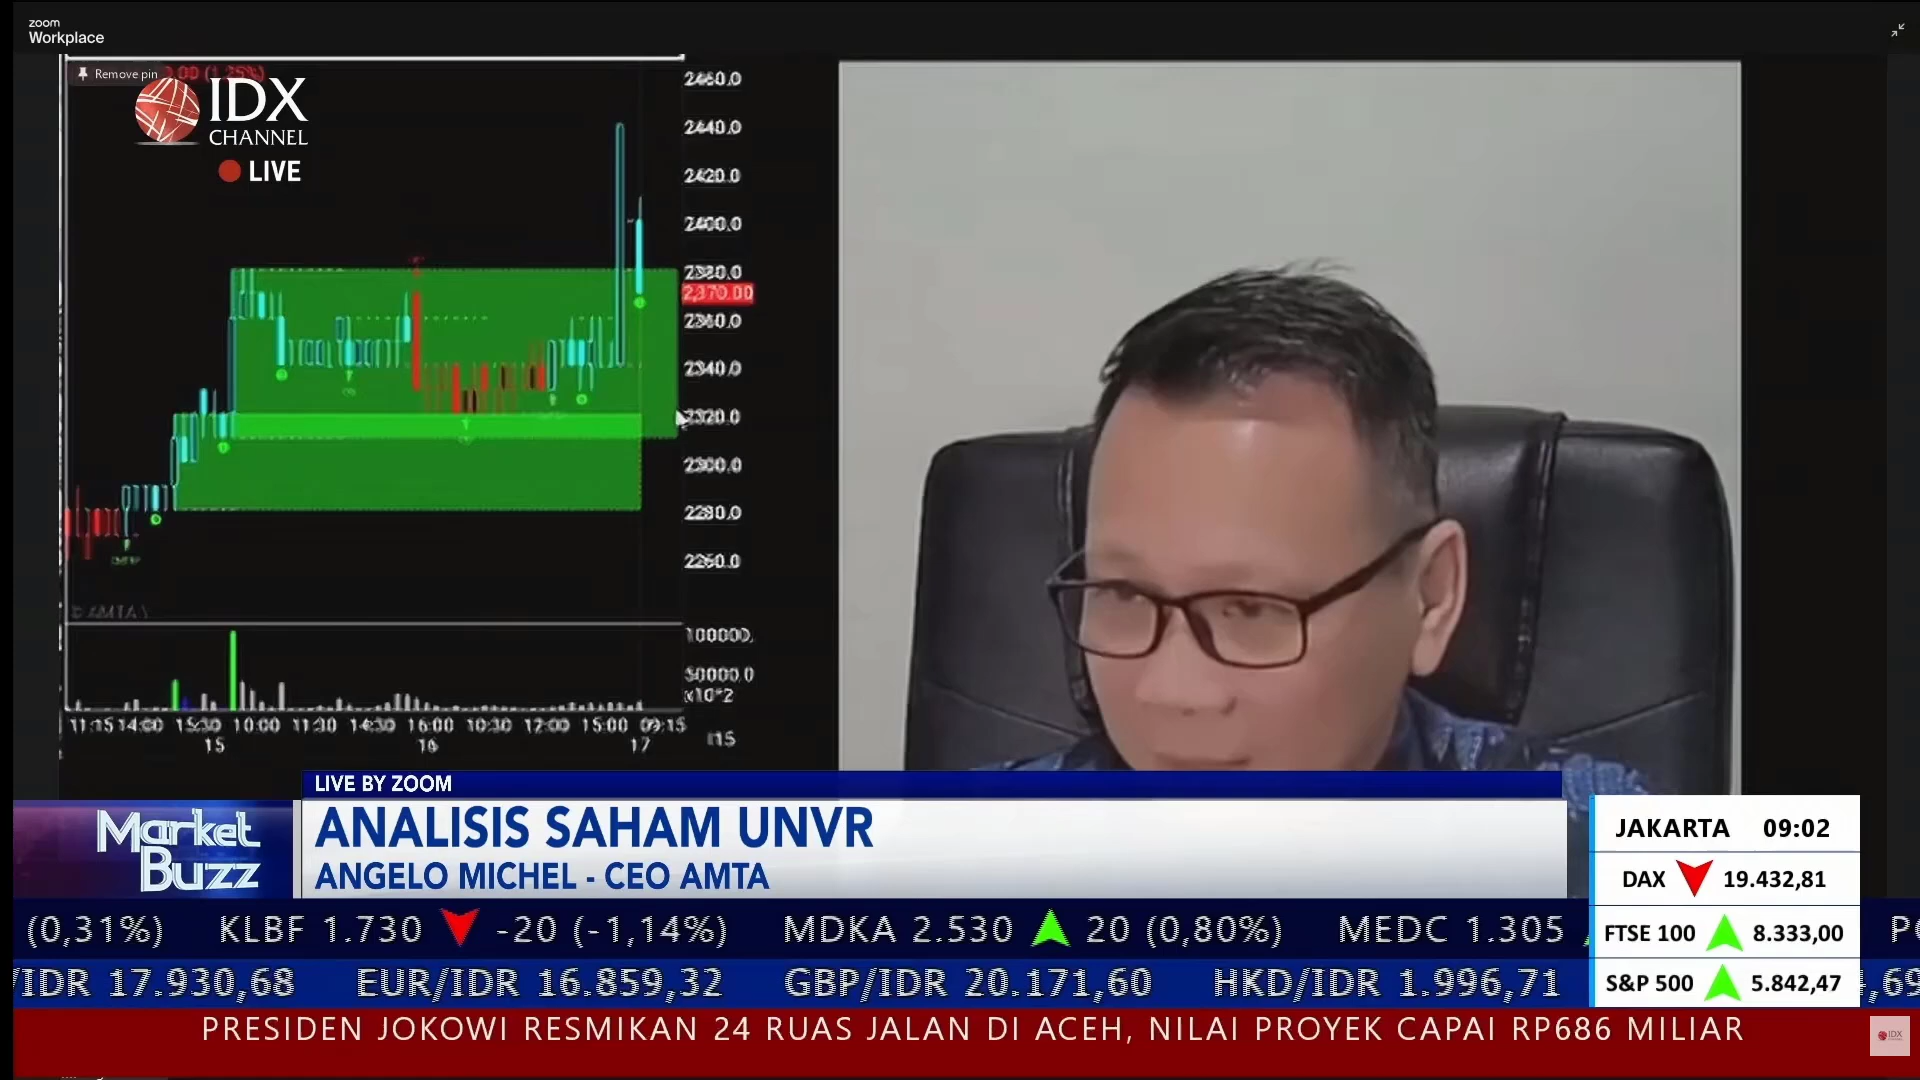 zoom
Workplace
Remove pin
IDX
CHANNEL
LIVE
2460.0
2440.0
2420.0
2400.0
2380.0
2,370.00
2360.0
2340.0
2320.0
2300.0
2280.0
2260.0
© AMTA
100000.
50000.0
x10^2
11:15 14:00 15:30 10:00 11:30 14:30 16:00 10:30 12:00 15:00 09:15
15 16 17
I15
LIVE BY ZOOM
Market
Buzz
ANALISIS SAHAM UNVR
ANGELO MICHEL - CEO AMTA
JAKARTA 09:02
DAX 19.432,81
FTSE 100 8.333,00
S&P 500 5.842,47
(0,31%) KLBF 1.730 -20 (-1,14%) MDKA 2.530 20 (0,80%) MEDC 1.305
/IDR 17.930,68 EUR/IDR 16.859,32 GBP/IDR 20.171,60 HKD/IDR 1.996,71
PRESIDEN JOKOWI RESMIKAN 24 RUAS JALAN DI ACEH, NILAI PROYEK CAPAI RP686 MILIAR